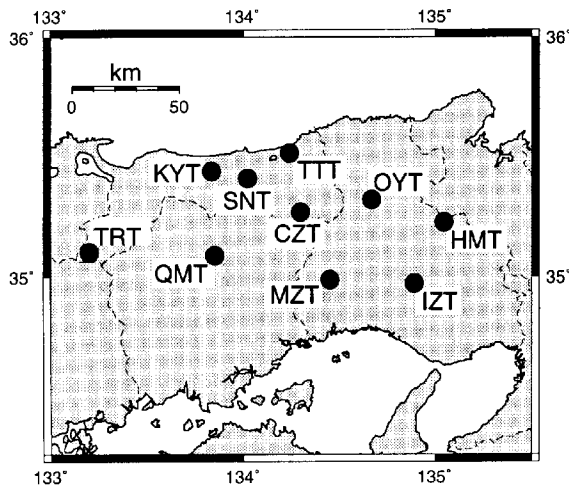 133° 134° 135°
36° 36°
km
0 50
KYT
TTT
SNT
OYT
CZT
TRT
HMT
QMT
35° 35°
MZT
IZT
133° 134° 135°